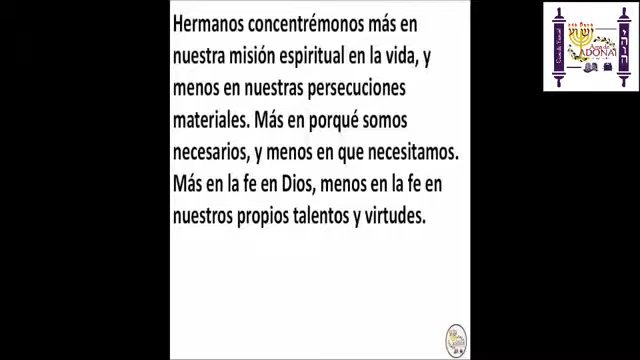 Hermanos concentrémonos más en
nuestra misión espiritual en la vida, y
menos en nuestras persecuciones
materiales. Más en porqué somos
necesarios, y menos en que necesitamos.
Más en la fe en Dios, menos en la fe en
nuestros propios talentos y virtudes.
ADONAI